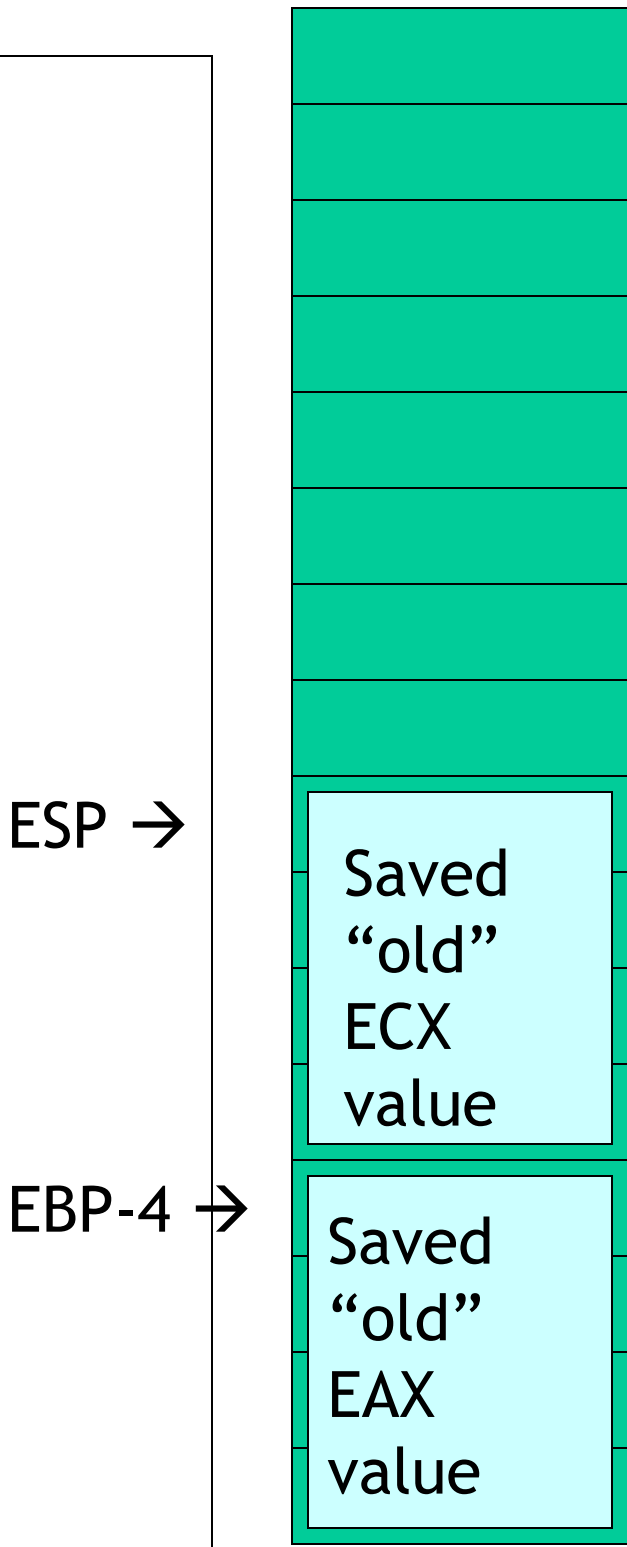 ESP →
Saved
“old”
ECX
value
EBP-4 →
Saved
“old”
EAX
value